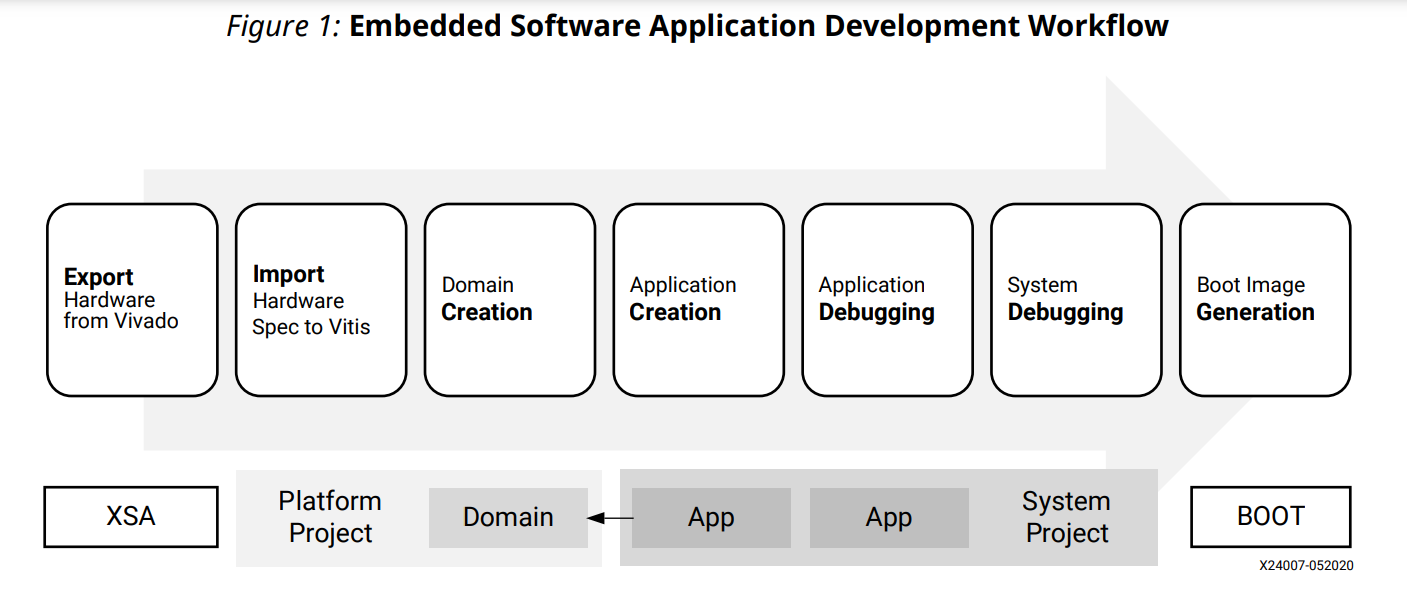 Figure 1: Embedded Software Application Development Workflow
Export
Hardware
from Vivado
Import
Hardware
Spec to Vitis
Domain
Creation
Application
Creation
Application
Debugging
System
Debugging
Boot Image
Generation
XSA
Platform
Project
Domain
App
App
System
Project
BOOT
X24007-052020